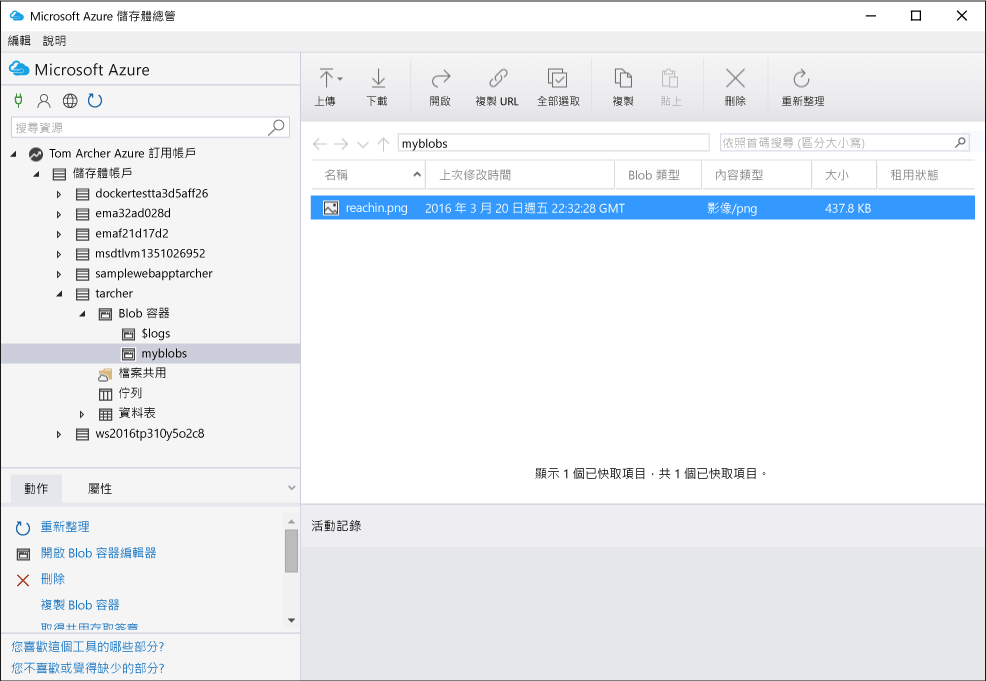 Microsoft Azure 儲存體總管
編輯 說明
Microsoft Azure
搜尋資源
Tom Archer Azure 訂用帳戶
儲存體帳戶
dockertestta3d5aff26
ema32ad028d
emaf21d17d2
msdtlvm1351026952
samplewebapptarcher
tarcher
Blob 容器
$logs
myblobs
檔案共用
佇列
資料表
ws2016tp310y5o2c8
動作 屬性
重新整理
開啟 Blob 容器編輯器
刪除
複製 Blob 容器
取得共用存取簽章
您喜歡這個工具的哪些部分?
您不喜歡或覺得缺少的部分?
上傳 下載 開啟 複製 URL 全部選取 複製 貼上 刪除 重新整理
myblobs 依照首碼搜尋 (區分大小寫)
名稱 上次修改時間 Blob 類型 內容類型 大小 租用狀態
reachin.png 2016 年 3 月 20 日週五 22:32:28 GMT 影像/png 437.8 KB
顯示 1 個已快取項目，共 1 個已快取項目。
活動記錄